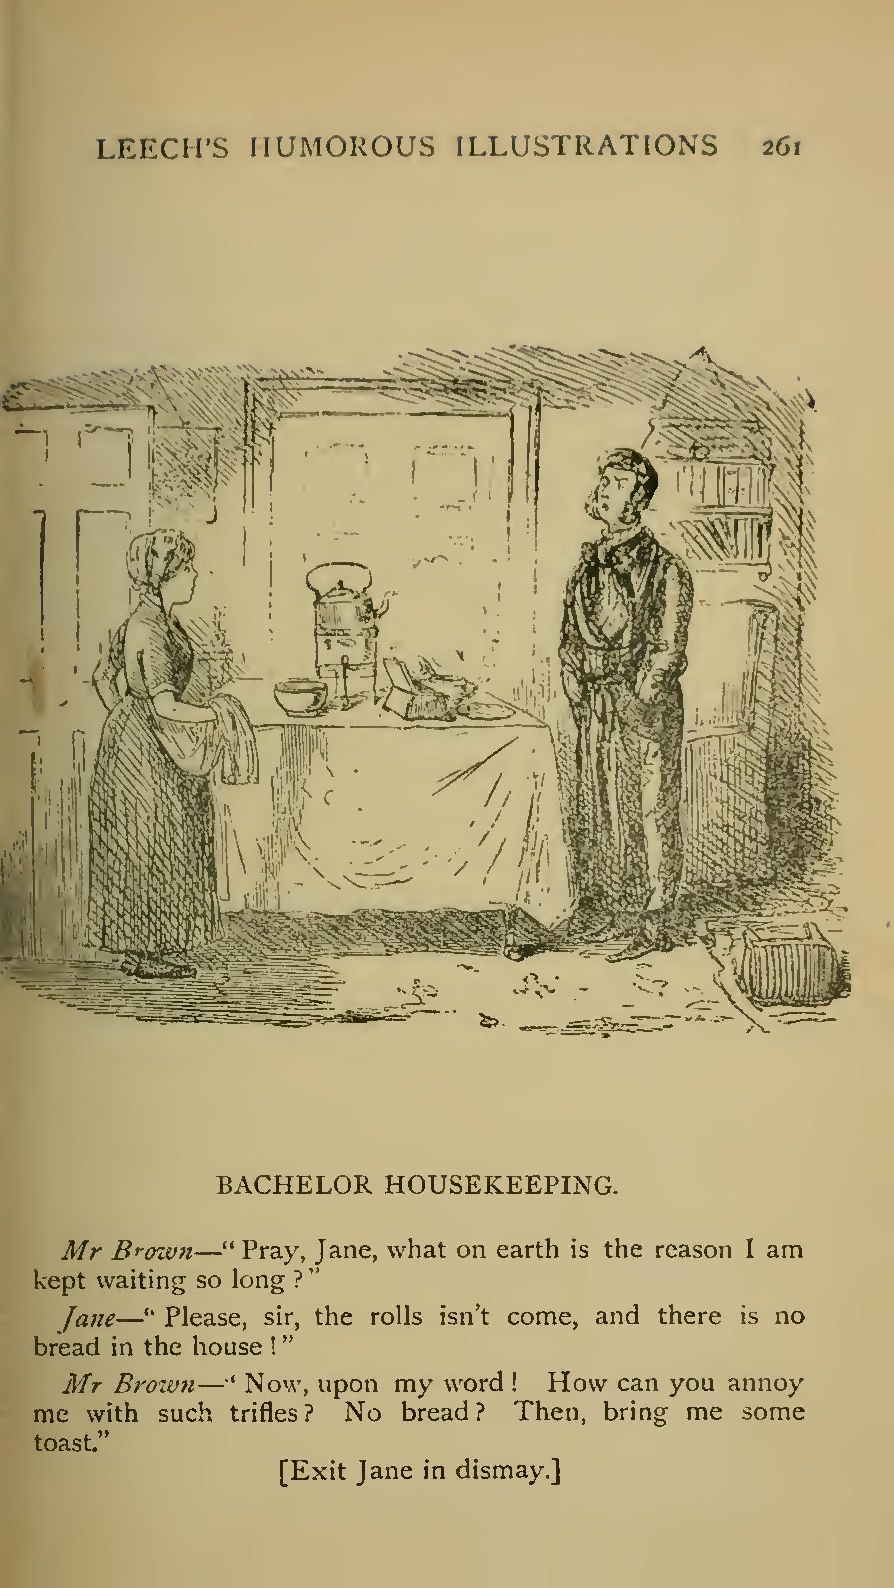 LEECH'S HUMOROUS ILLUSTRATIONS 261
BACHELOR HOUSEKEEPING.
Mr Brown—“Pray, Jane, what on earth is the reason I am
kept waiting so long?”
Jane—“Please, sir, the rolls isn't come, and there is no
bread in the house!”
Mr Brown—“Now, upon my word! How can you annoy
me with such trifles? No bread? Then, bring me some
toast.”
[Exit Jane in dismay.]